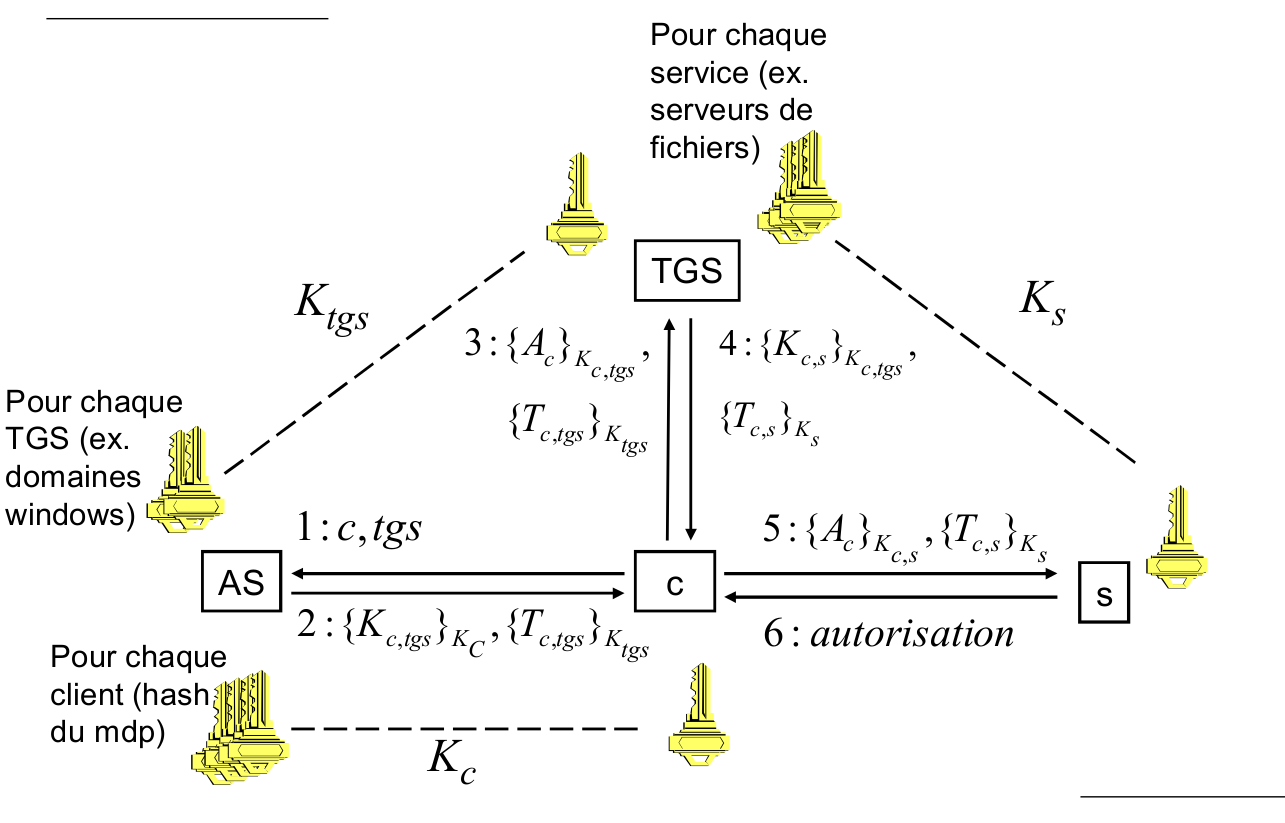 Pour chaque
service (ex.
serveurs de
fichiers)
TGS
K_{tgs}
K_s
3 : {A_c}_{K_{c,tgs}},
{T_{c,tgs}}_{K_{tgs}}
4 : {K_{c,s}}_{K_{c,tgs}},
{T_{c,s}}_{K_s}
Pour chaque
TGS (ex.
domaines
windows)
1 : c, tgs
AS
2 : {K_{c,tgs}}_{K_C}, {T_{c,tgs}}_{K_{tgs}}
c
5 : {A_c}_{K_{c,s}}, {T_{c,s}}_{K_s}
s
6 : autorisation
Pour chaque
client (hash
du mdp)
K_c